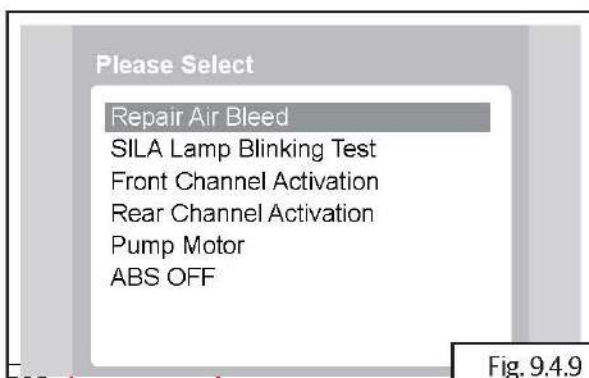 Please Select
Repair Air Bleed
SILA Lamp Blinking Test
Front Channel Activation
Rear Channel Activation
Pump Motor
ABS OFF
Fig. 9.4.9